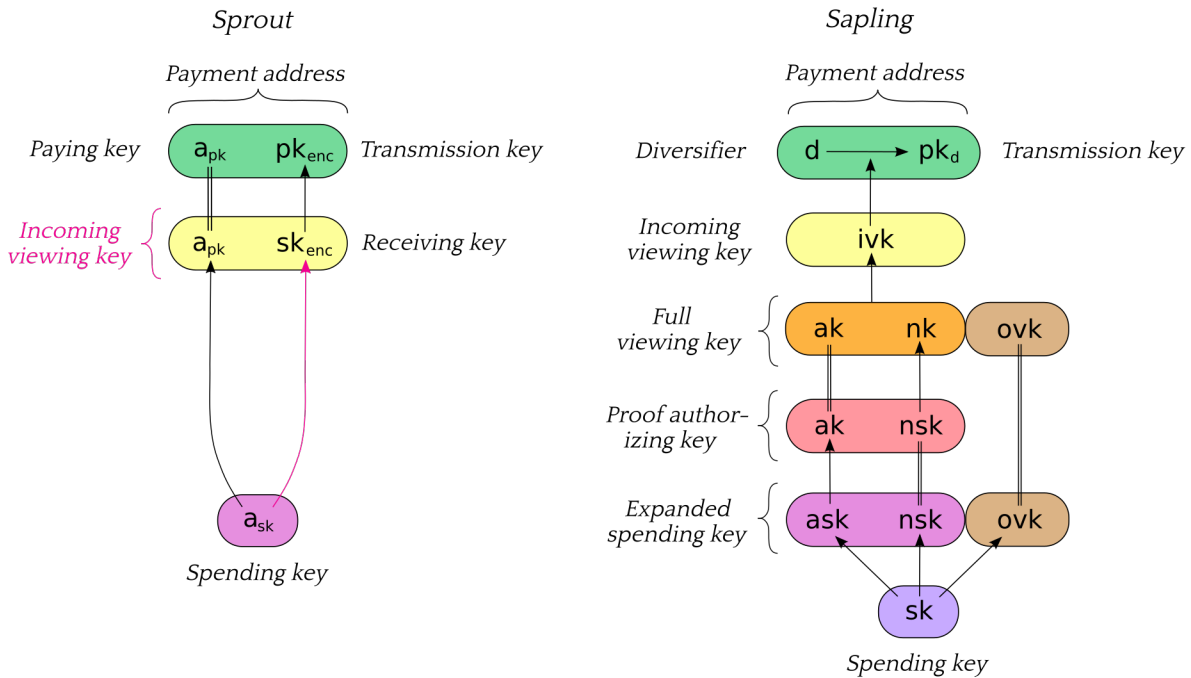 Sprout
Payment address
Paying key
a_pk pk_enc
Transmission key
Incoming
viewing key
a_pk sk_enc
Receiving key
a_sk
Spending key
Sapling
Payment address
Diversifier
d pk_d
Transmission key
Incoming
viewing key
ivk
Full
viewing key
ak nk ovk
Proof author-
izing key
ak nsk
Expanded
spending key
ask nsk ovk
sk
Spending key